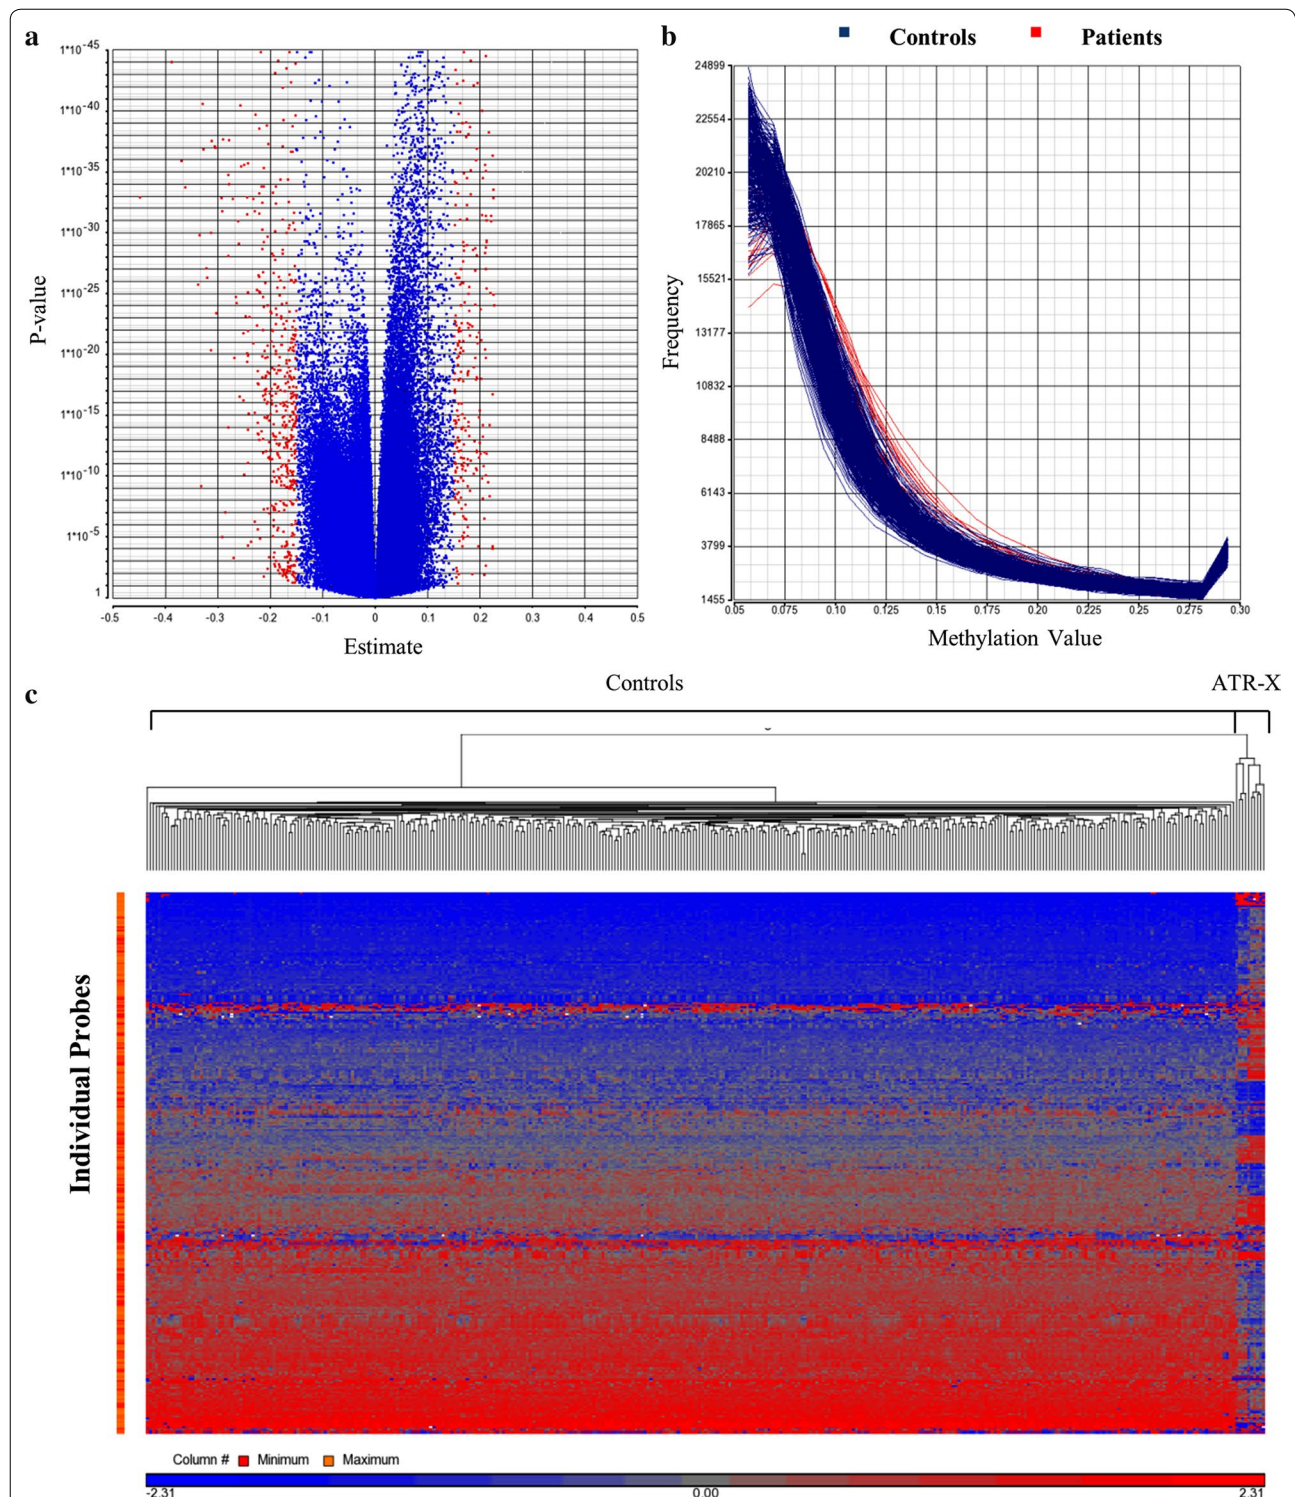 a
1*10-45
1*10-40
1*10-35
1*10-30
1*10-25
1*10-20
1*10-15
1*10-10
1*10-5
1
P-value
-0.5 -0.4 -0.3 -0.2 -0.1 0 0.1 0.2 0.3 0.4 0.5
Estimate
b
Controls Patients
24899
22554
20210
17865
15521
13177
10832
8488
6143
3799
1455
Frequency
0.05 0.075 0.10 0.125 0.15 0.175 0.20 0.225 0.25 0.275 0.30
Methylation Value
c
Controls ATR-X
Individual Probes
Column # Minimum Maximum
-2.31 0.00 2.31